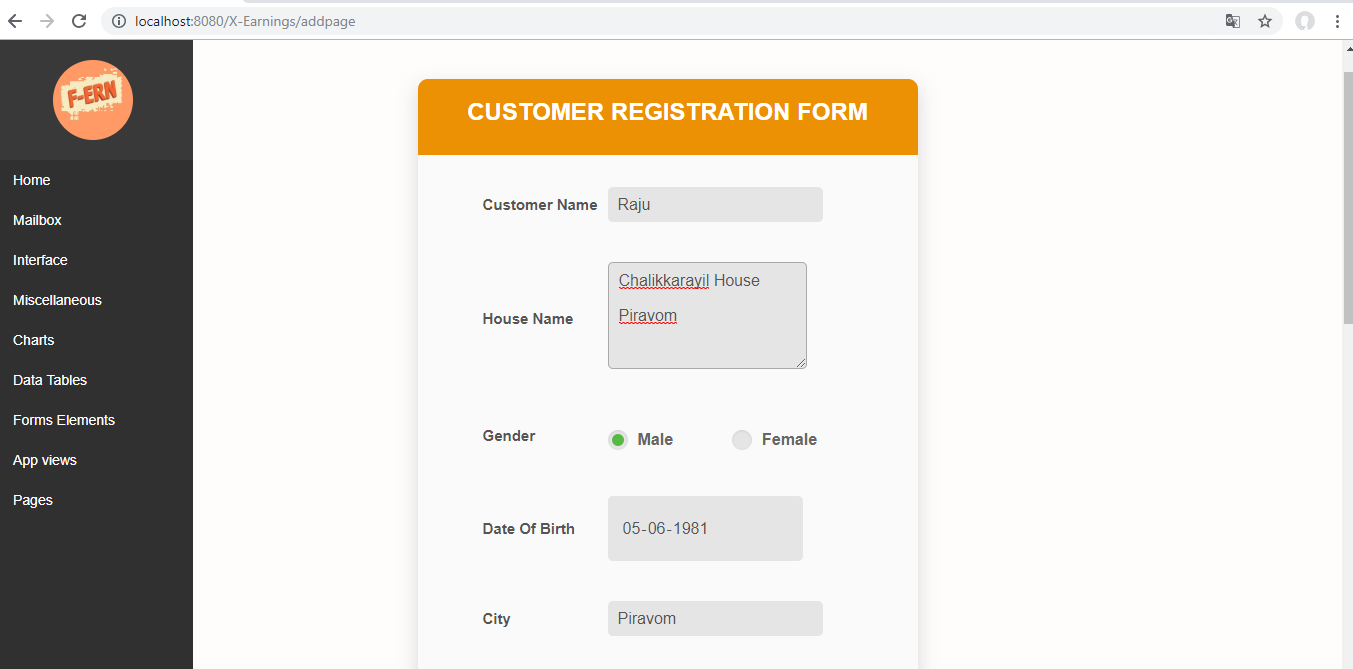 localhost:8080/X-Earnings/addpage
F-ERN
Home
Mailbox
Interface
Miscellaneous
Charts
Data Tables
Forms Elements
App views
Pages
CUSTOMER REGISTRATION FORM
Customer Name Raju
House Name
Chalikkarayil House
Piravom
Gender Male Female
Date Of Birth 05-06-1981
City Piravom